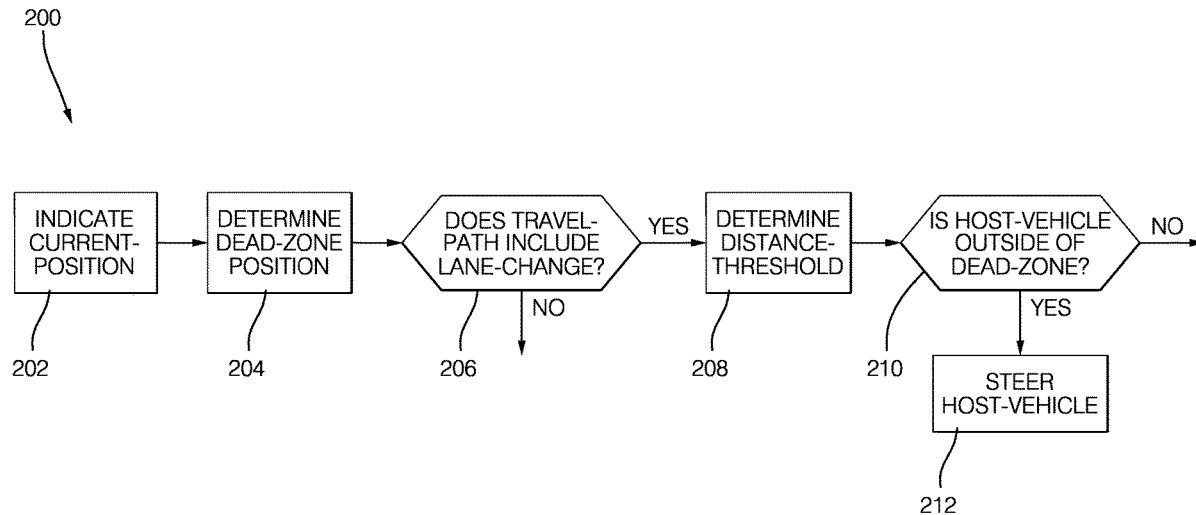 200
INDICATE
CURRENT-
POSITION
202
DETERMINE
DEAD-ZONE
POSITION
204
DOES TRAVEL-
PATH INCLUDE
LANE-CHANGE?
206
YES
NO
DETERMINE
DISTANCE-
THRESHOLD
208
IS HOST-VEHICLE
OUTSIDE OF
DEAD-ZONE?
210
NO
YES
STEER
HOST-VEHICLE
212